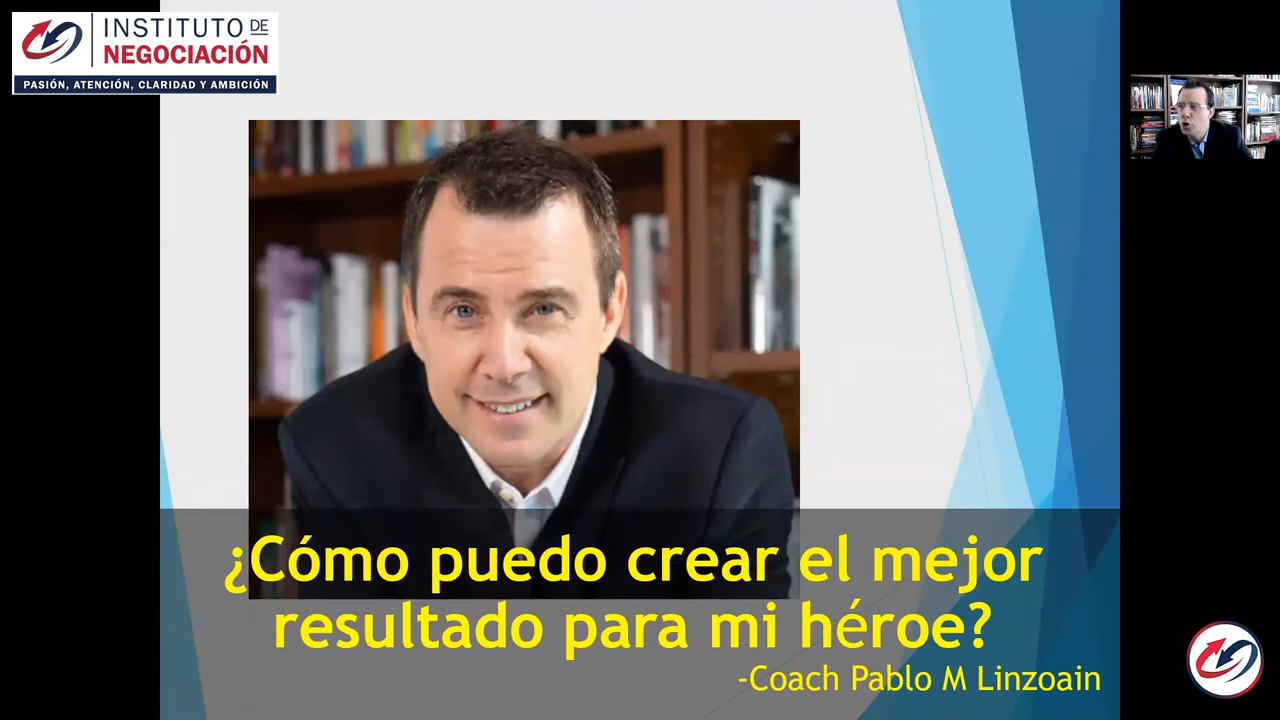 INSTITUTO DE
NEGOCIACIÓN
PASIÓN, ATENCIÓN, CLARIDAD Y AMBICIÓN
¿Cómo puedo crear el mejor
resultado para mi héroe?
-Coach Pablo M Linzoain